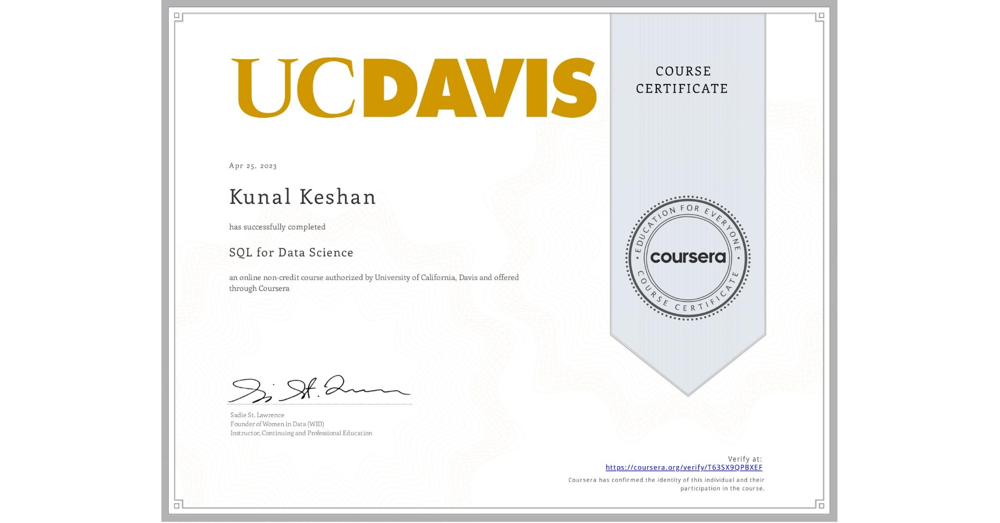 UCDAVIS
COURSE
CERTIFICATE
Apr 25, 2023
Kunal Keshan
has successfully completed
SQL for Data Science
an online non-credit course authorized by University of California, Davis and offered
through Coursera
EDUCATION FOR EVERYONE
coursera
COURSE CERTIFICATE
Sadie St. Lawrence
Founder of Women in Data (WID)
Instructor, Continuing and Professional Education
Verify at:
https://coursera.org/verify/T63SX9QPBXEF
Coursera has confirmed the identity of this individual and their
participation in the course.